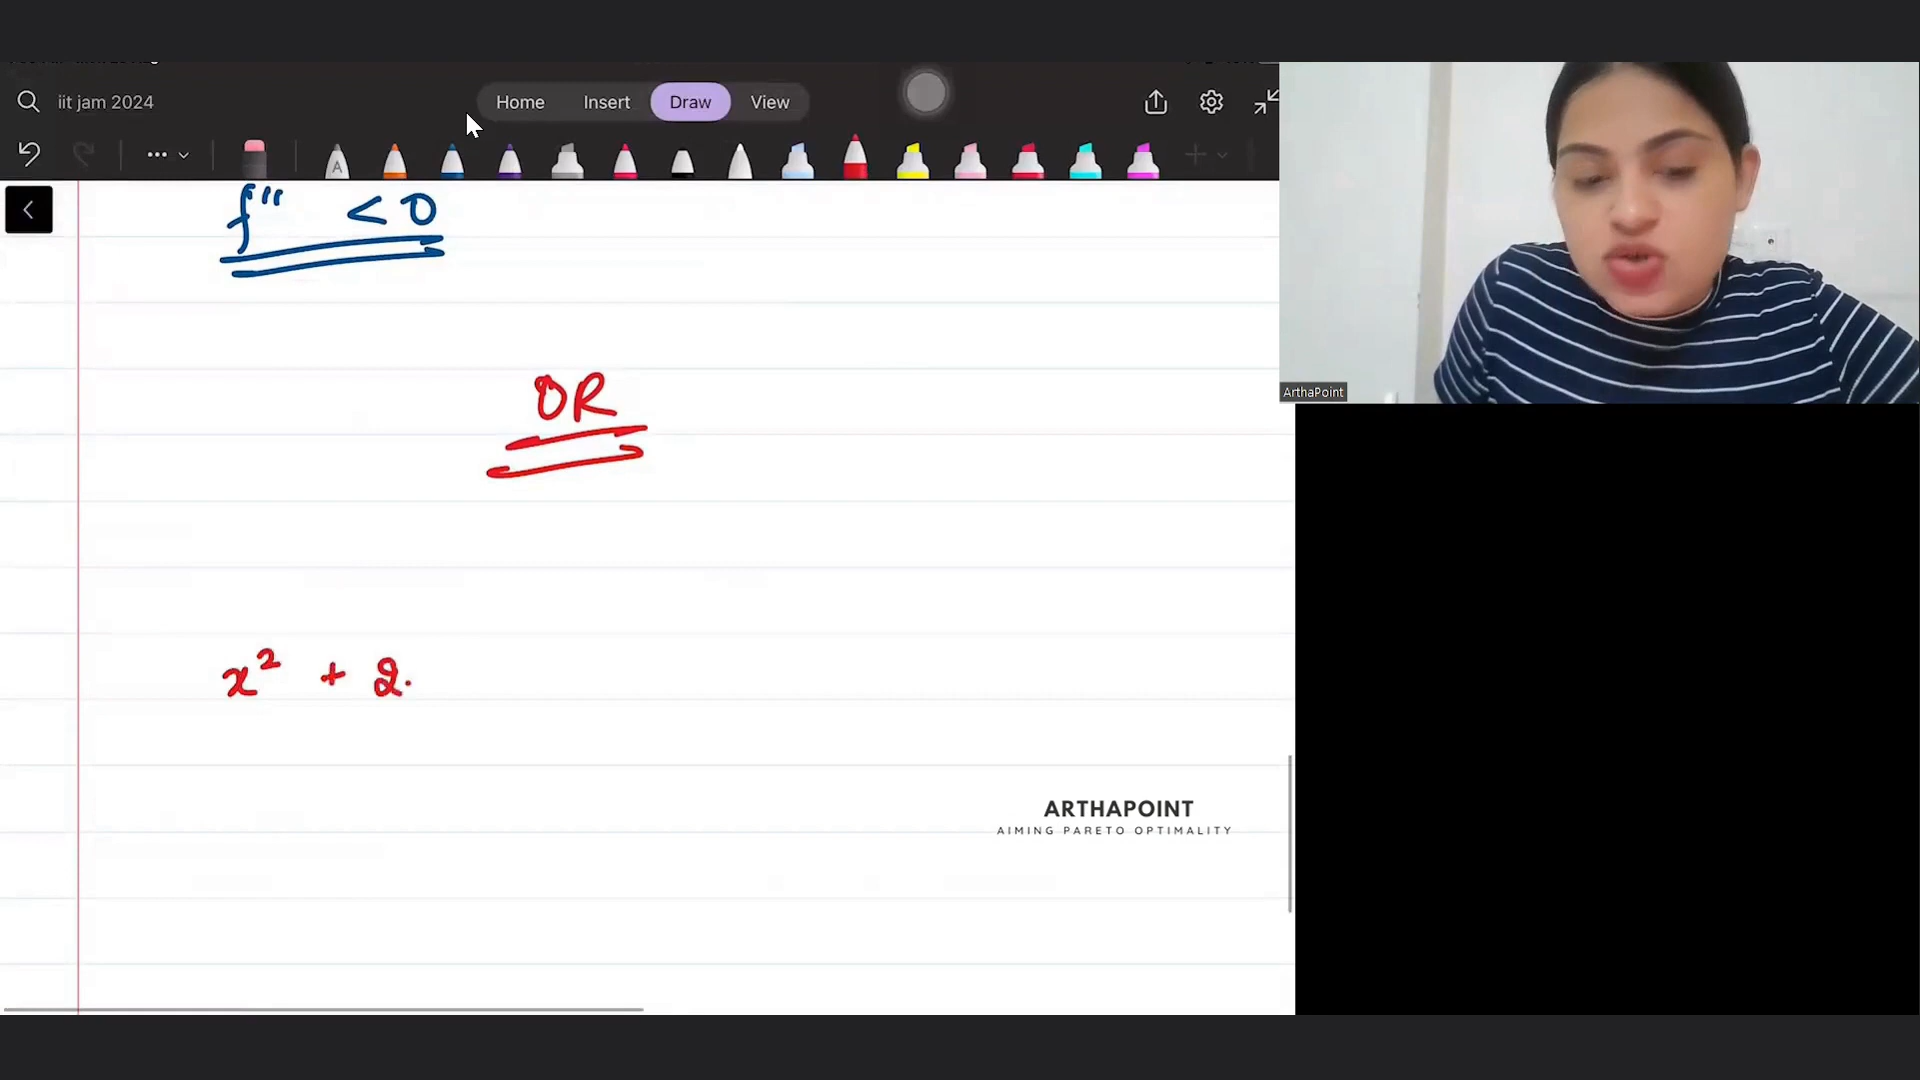 iit jam 2024
Home Insert Draw View
A
f'' < 0
OR
x² + 2.
ARTHAPOINT
AIMING PARETO OPTIMALITY
ArthaPoint